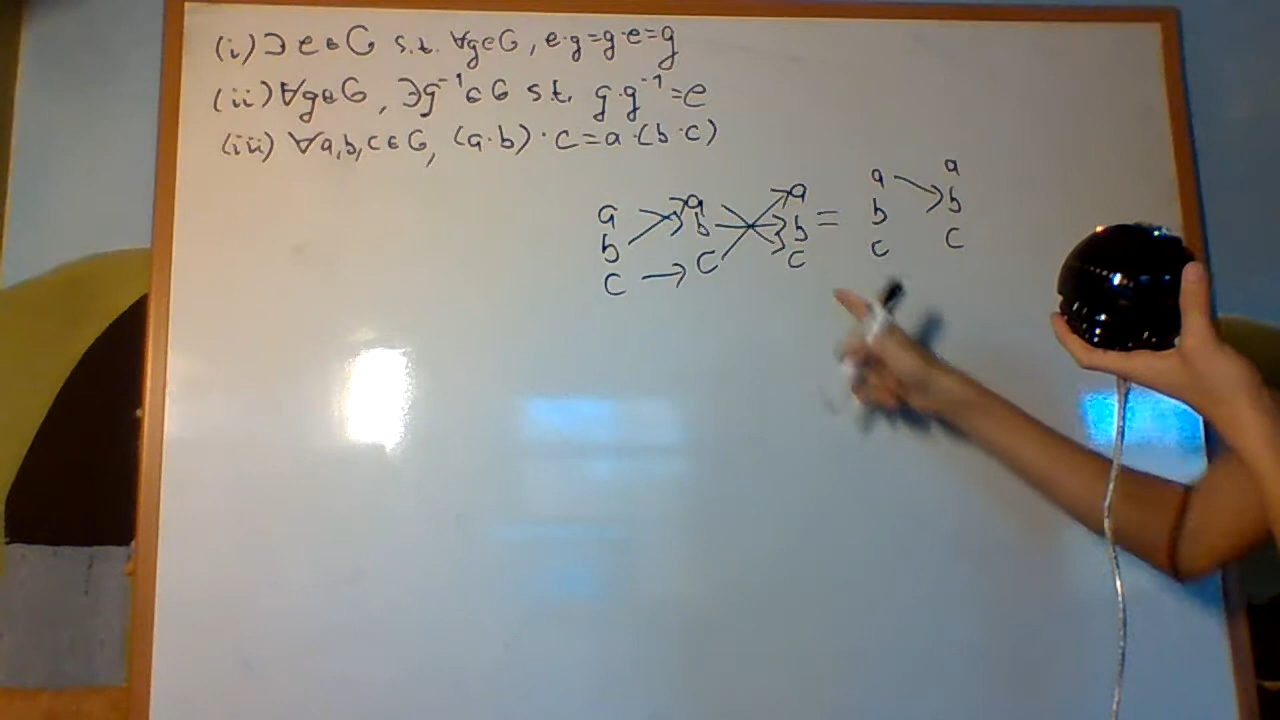 (i) ∃ e ∈ G s.t. ∀g∈G, e·g=g·e=g
(ii) ∀g∈G, ∃g⁻¹∈G s.t. g·g⁻¹=e
(iii) ∀a,b,c∈G, (a·b)·c=a·(b·c)
a → a → a = a → a
b b b b b
c → c c c c